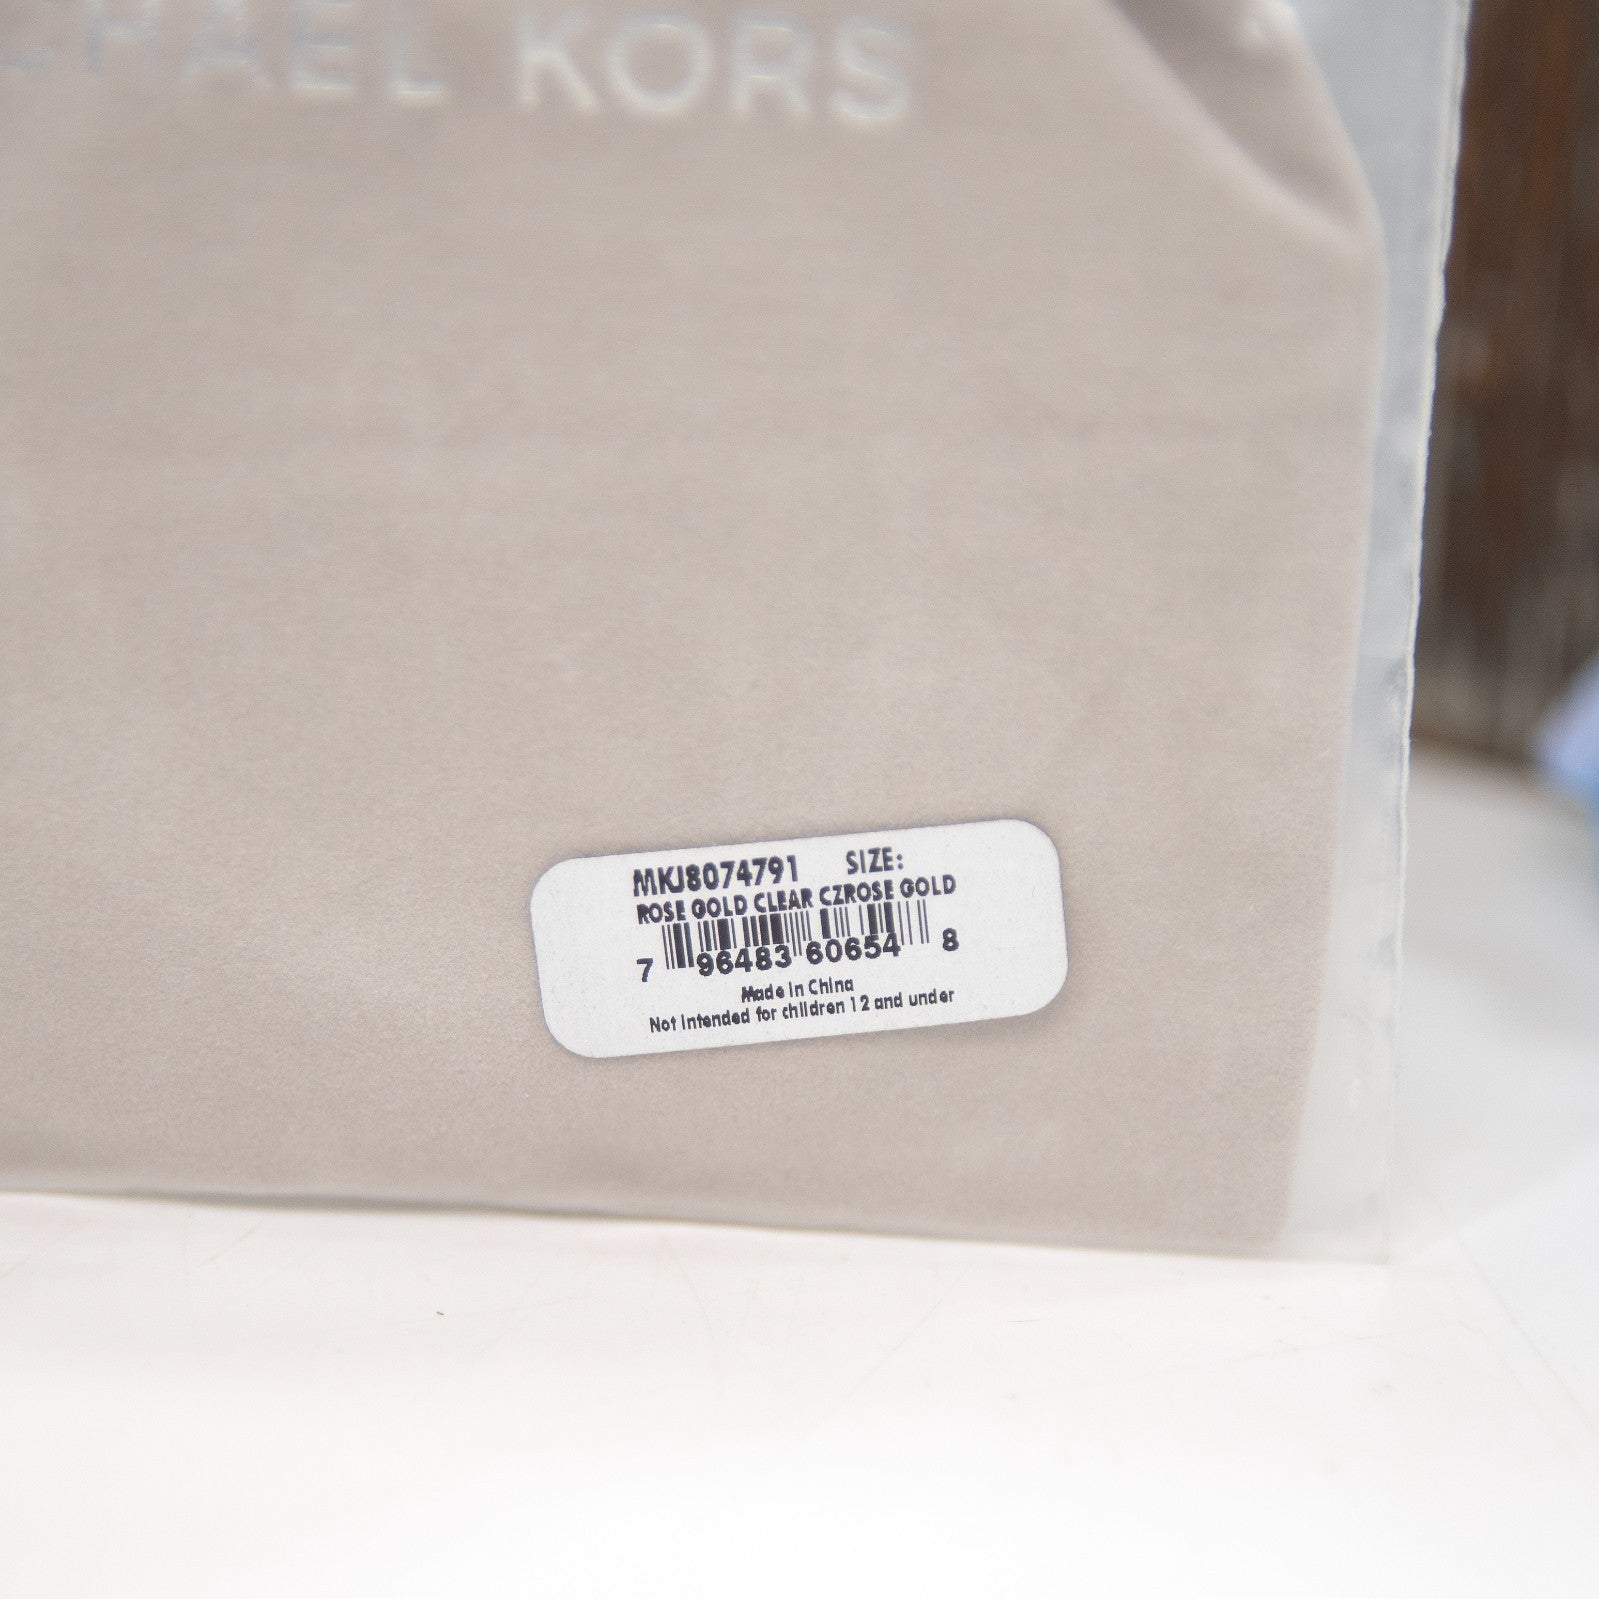 CHAEL KORS
MKJ8074791 SIZE:
ROSE GOLD CLEAR CZROSE GOLD
7 96483 60654 8
Made In China
Not intended for children 12 and under